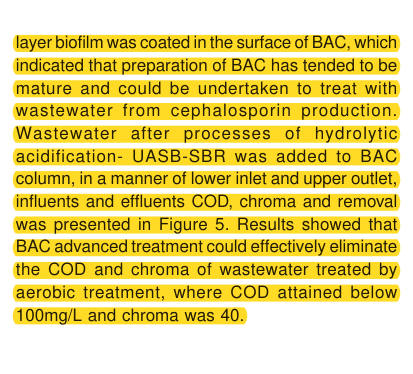 layer biofilm was coated in the surface of BAC, which
indicated that preparation of BAC has tended to be
mature and could be undertaken to treat with
wastewater from cephalosporin production.
Wastewater after processes of hydrolytic
acidification- UASB-SBR was added to BAC
column, in a manner of lower inlet and upper outlet,
influents and effluents COD, chroma and removal
was presented in Figure 5. Results showed that
BAC advanced treatment could effectively eliminate
the COD and chroma of wastewater treated by
aerobic treatment, where COD attained below
100mg/L and chroma was 40.